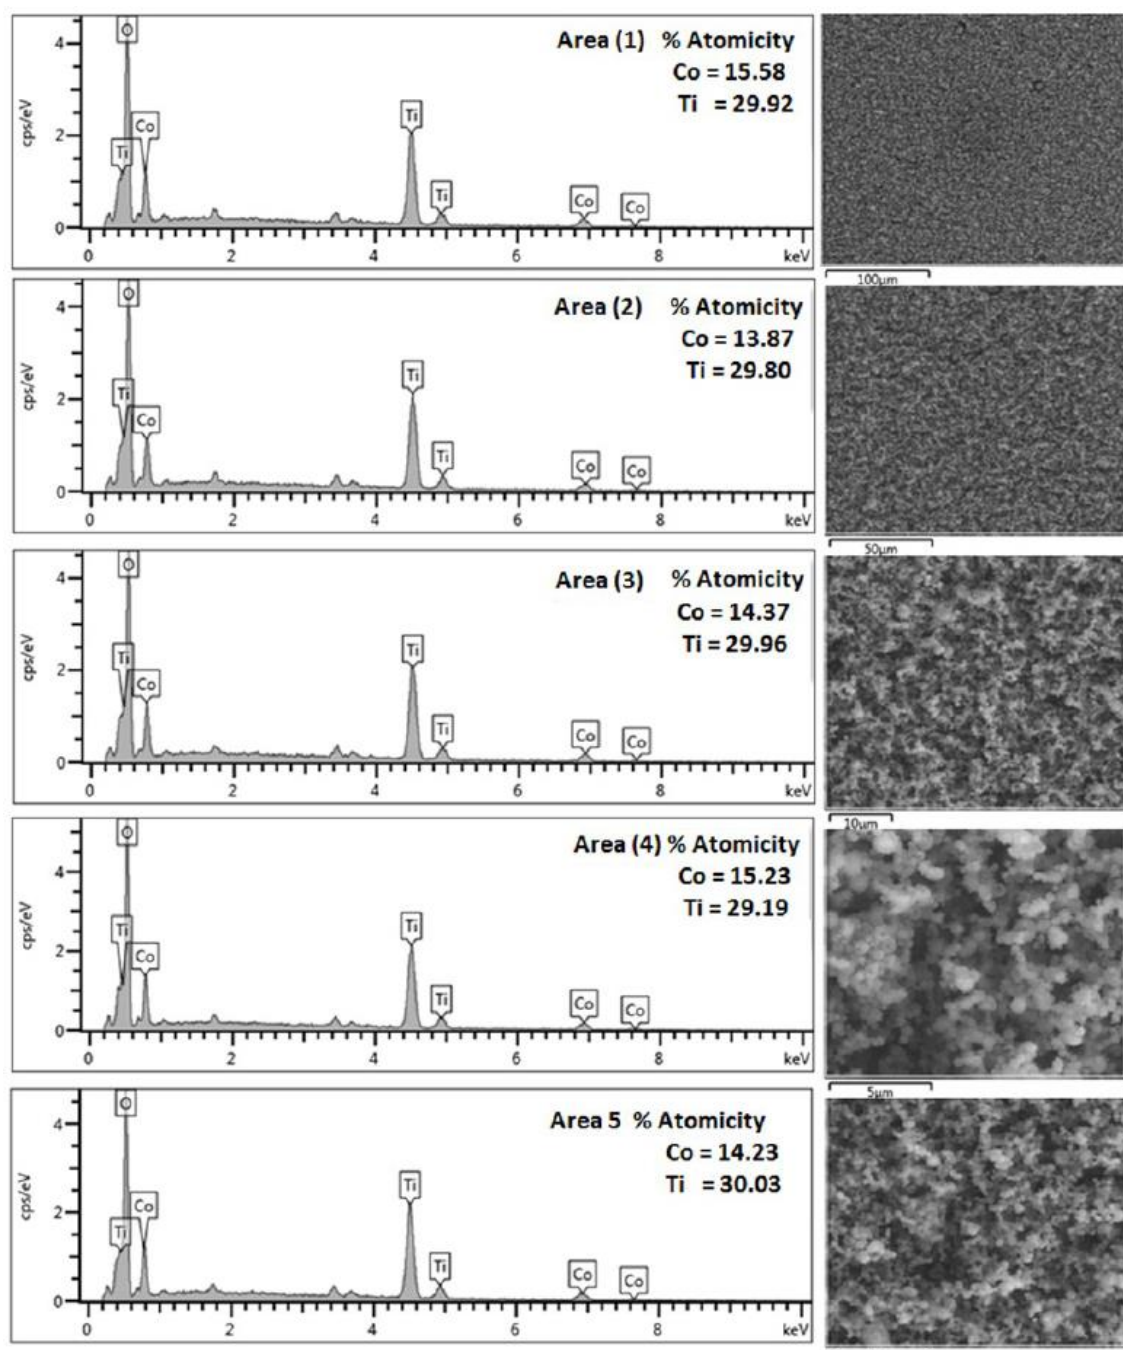 Area (1) % Atomicity
Co = 15.58
Ti = 29.92
cps/eV
4
2
0
O
Ti
Co
Ti
Ti
Co
Co
0 2 4 6 8 keV
100µm
Area (2) % Atomicity
Co = 13.87
Ti = 29.80
cps/eV
4
2
0
O
Ti
Co
Ti
Ti
Co
Co
0 2 4 6 8 keV
50µm
Area (3) % Atomicity
Co = 14.37
Ti = 29.96
cps/eV
4
2
0
O
Ti
Co
Ti
Ti
Co
Co
0 2 4 6 8 keV
10µm
Area (4) % Atomicity
Co = 15.23
Ti = 29.19
cps/eV
4
2
0
O
Ti
Co
Ti
Ti
Co
Co
0 2 4 6 8 keV
5µm
Area 5 % Atomicity
Co = 14.23
Ti = 30.03
cps/eV
4
2
0
O
Ti
Co
Ti
Ti
Co
Co
0 2 4 6 8 keV